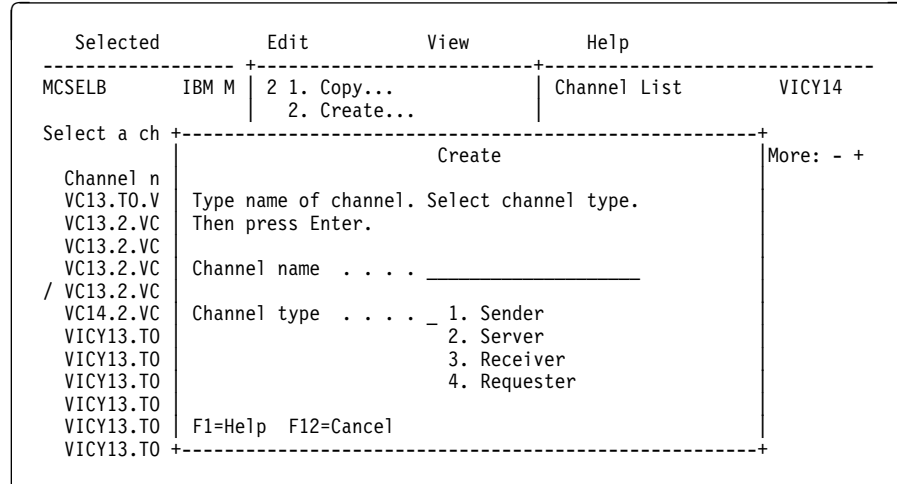 Selected          Edit           View           Help
------------------ +--------------------------+-------------------------------
MCSELB       IBM M | 2 1. Copy...             | Channel List         VICY14
                   |   2. Create...           |
Select a ch +------------------------------------------------------+
            |                        Create                        |More: - +
  Channel n |                                                      |
  VC13.TO.V | Type name of channel. Select channel type.           |
  VC13.2.VC | Then press Enter.                                    |
  VC13.2.VC |                                                      |
  VC13.2.VC | Channel name  . . . . ____________________           |
/ VC13.2.VC |                                                      |
  VC14.2.VC | Channel type  . . . . _ 1. Sender                    |
  VICY13.TO |                         2. Server                    |
  VICY13.TO |                         3. Receiver                  |
  VICY13.TO |                         4. Requester                 |
  VICY13.TO |                                                      |
  VICY13.TO | F1=Help  F12=Cancel                                  |
  VICY13.TO +------------------------------------------------------+